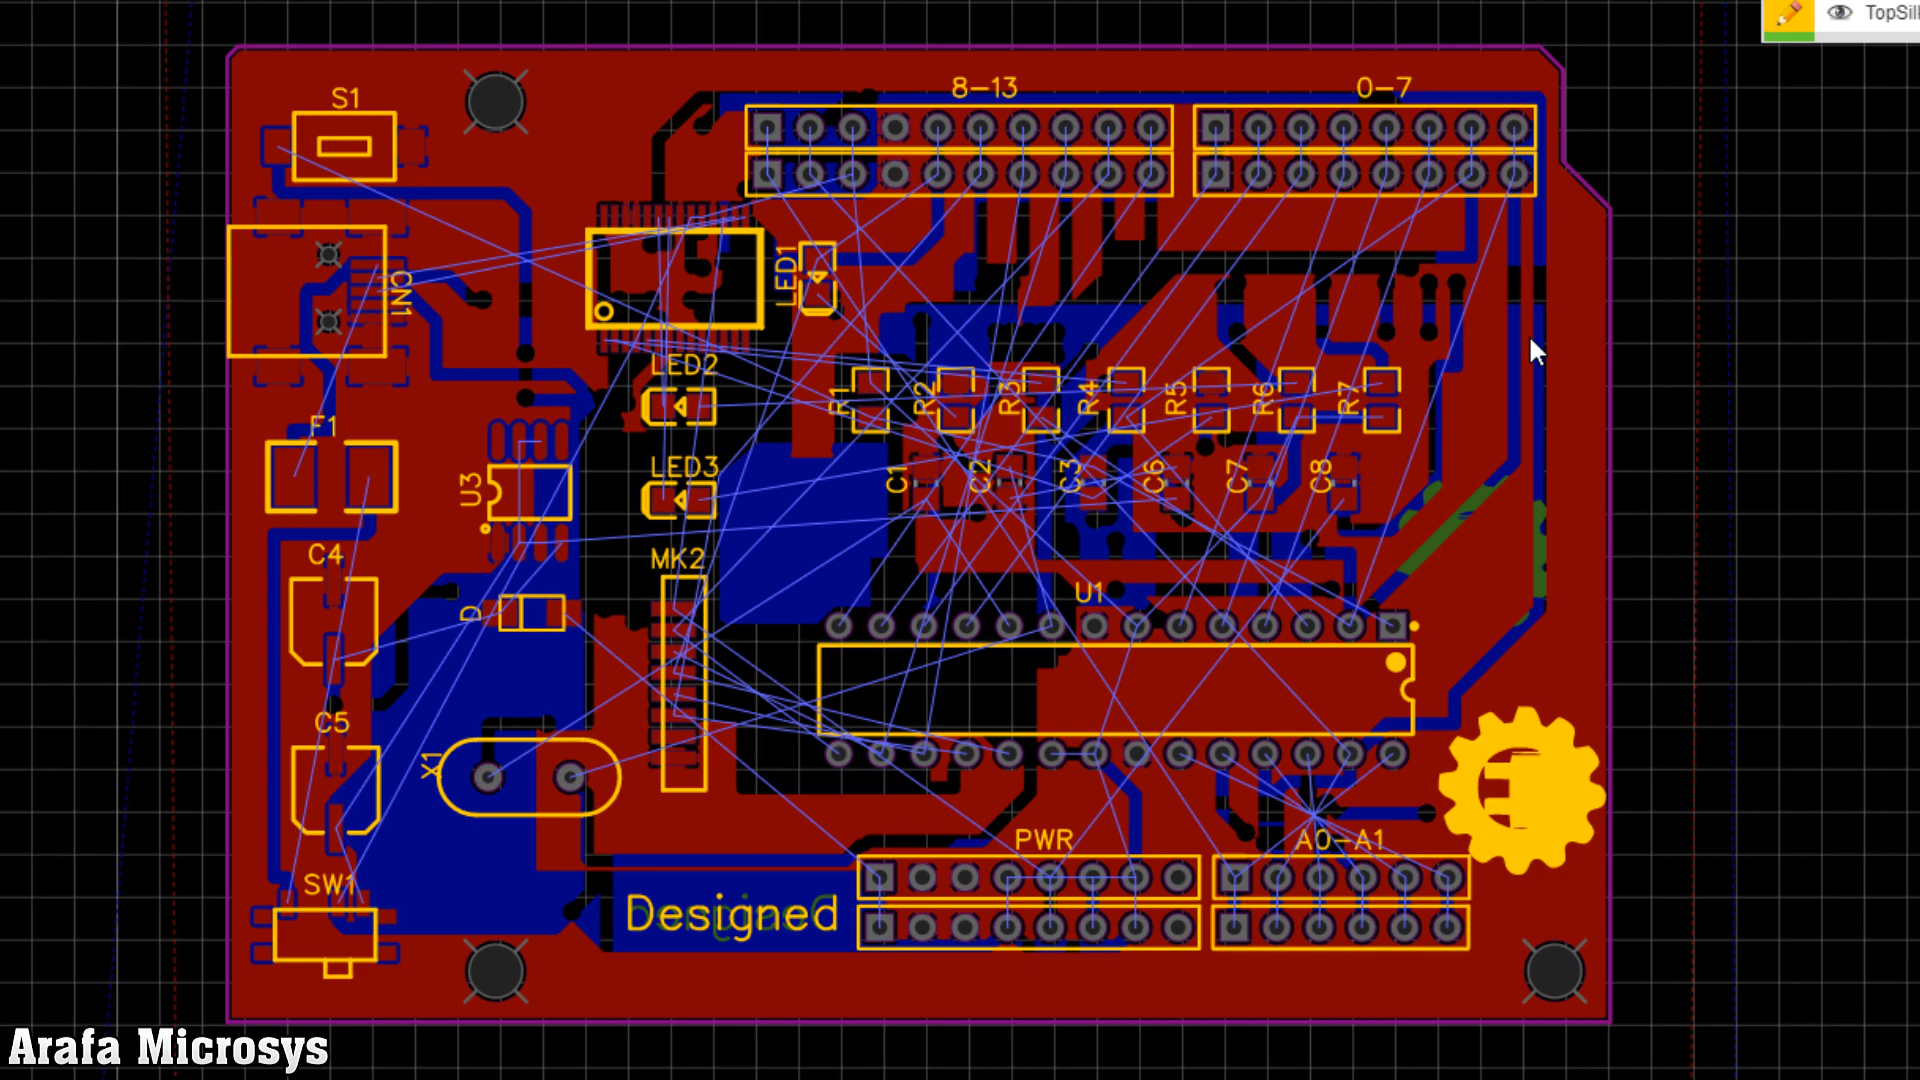 TopSil
8-13
0-7
S1
CN1
LED1
LED2
R1
R2
R3
R4
R5
R6
R7
F1
LED3
U3
C1
C2
C3
C6
C7
C8
C4
MK2
U1
D
C5
X1
PWR
A0-A1
SW1
Designed
Arafa Microsys